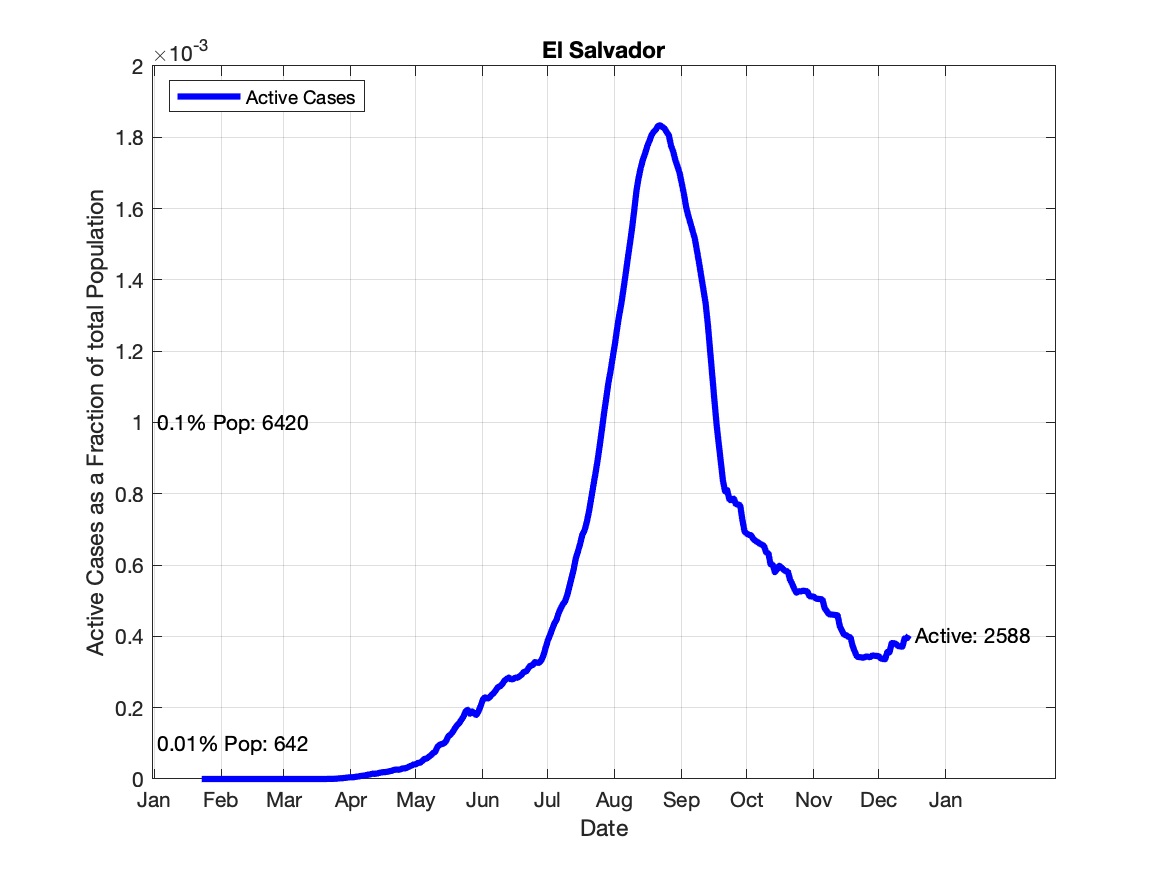 El Salvador
×10-3
Active Cases
2
1.8
1.6
1.4
1.2
1
0.8
0.6
0.4
0.2
0
Active Cases as a Fraction of total Population
0.1% Pop: 6420
0.01% Pop: 642
Active: 2588
Jan Feb Mar Apr May Jun Jul Aug Sep Oct Nov Dec Jan
Date